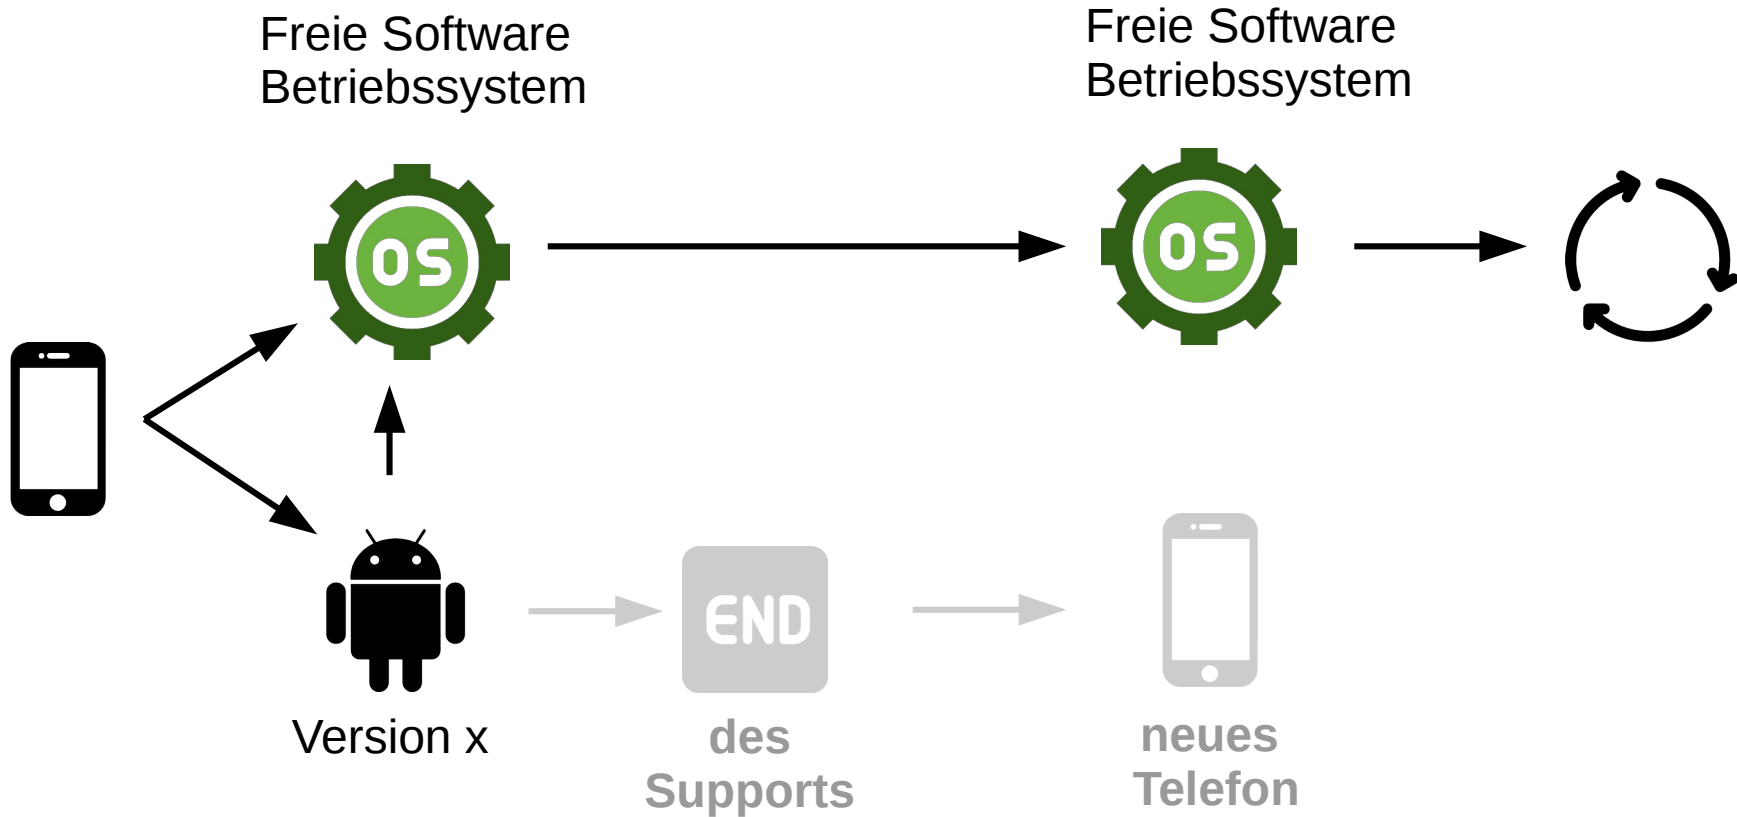 Freie Software
Betriebssystem
Freie Software
Betriebssystem
OS
OS
END
Version x
des
Supports
neues
Telefon